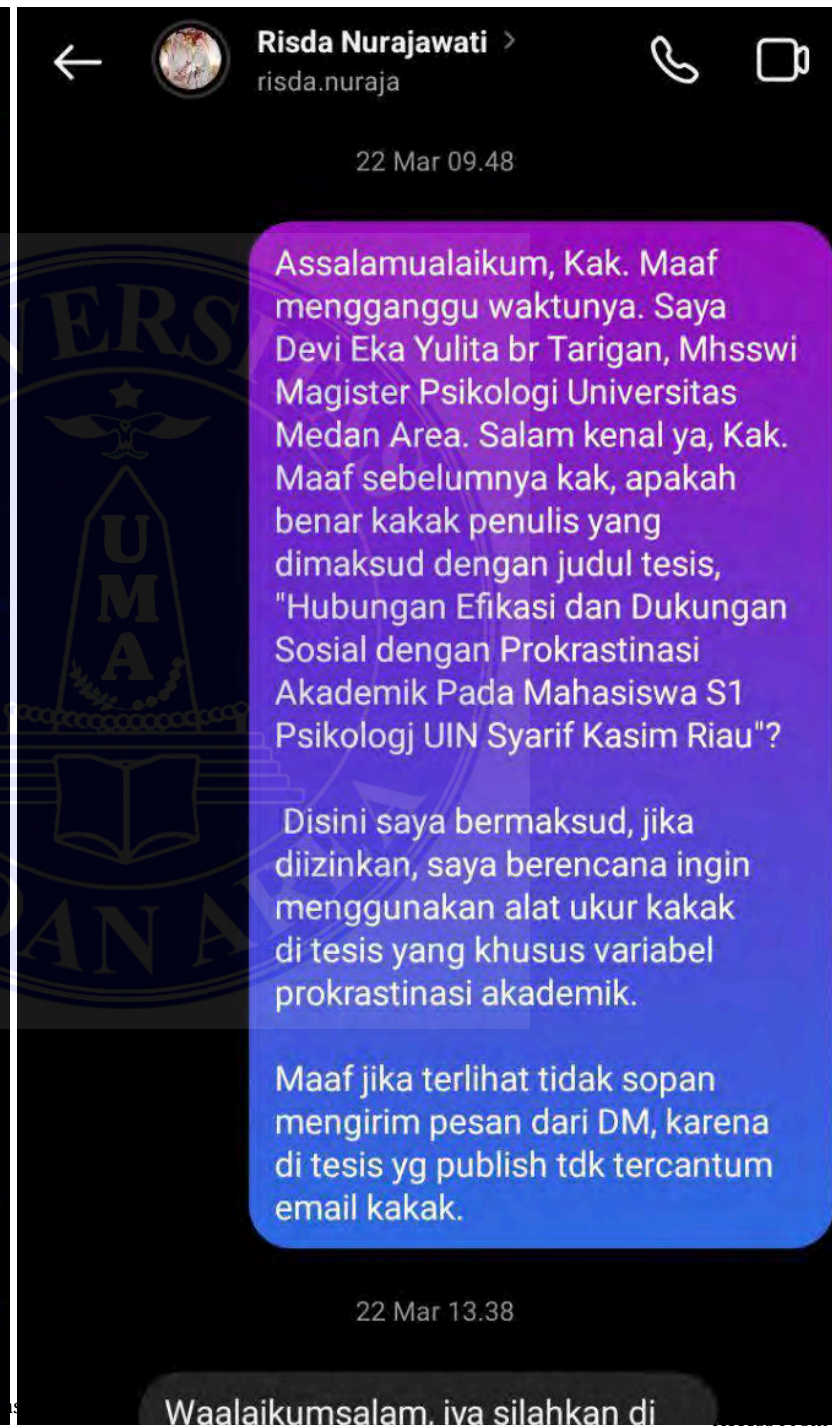 Risda Nurajawati >
risda.nuraja
22 Mar 09.48
Assalamualaikum, Kak. Maaf
mengganggu waktunya. Saya
Devi Eka Yulita br Tarigan, Mhsswi
Magister Psikologi Universitas
Medan Area. Salam kenal ya, Kak.
Maaf sebelumnya kak, apakah
benar kakak penulis yang
dimaksud dengan judul tesis,
"Hubungan Efikasi dan Dukungan
Sosial dengan Prokrastinasi
Akademik Pada Mahasiswa S1
Psikologj UIN Syarif Kasim Riau"?
Disini saya bermaksud, jika
diizinkan, saya berencana ingin
menggunakan alat ukur kakak
di tesis yang khusus variabel
prokrastinasi akademik.
Maaf jika terlihat tidak sopan
mengirim pesan dari DM, karena
di tesis yg publish tdk tercantum
email kakak.
22 Mar 13.38
Waalaikumsalam, iya silahkan di
UMA